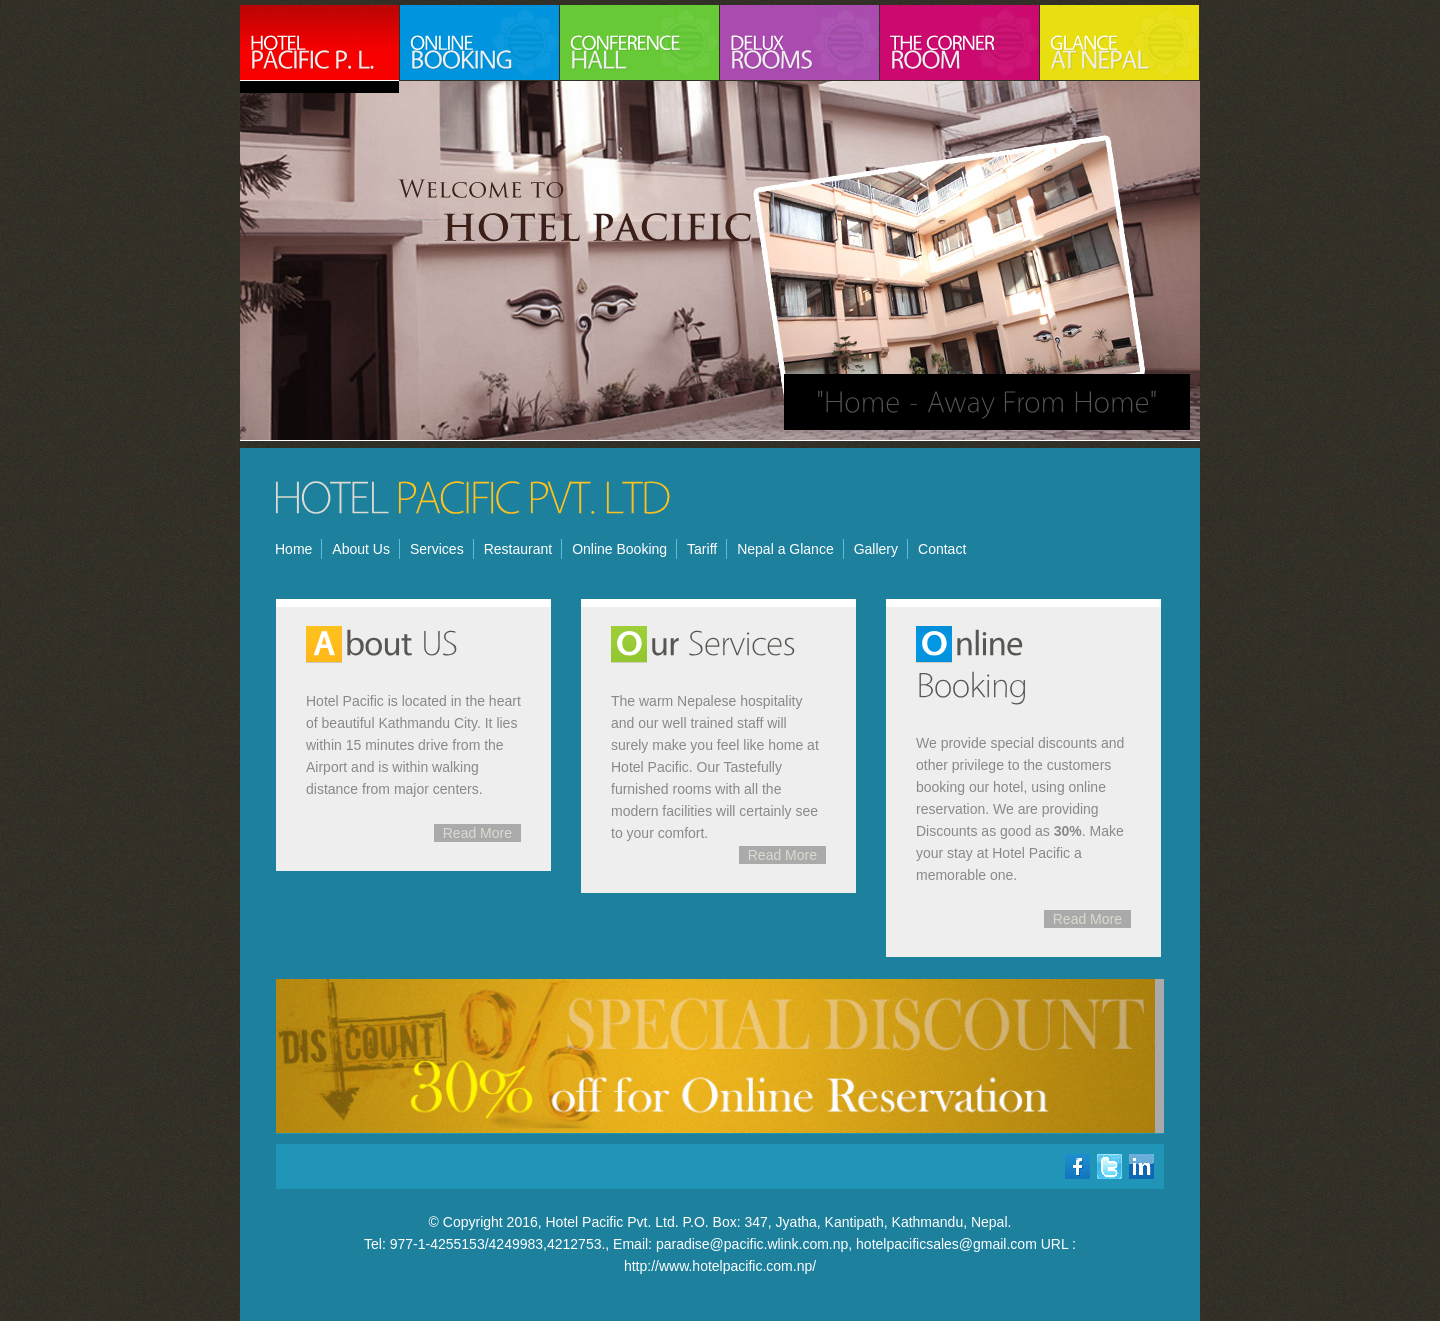 HOTEL
PACIFIC P. L.
ONLINE
BOOKING
CONFERENCE
HALL
DELUX
ROOMS
THE CORNER
ROOM
GLANCE
AT NEPAL
WELCOME TO
HOTEL PACIFIC
"Home - Away From Home"
HOTEL PACIFIC PVT. LTD
Home About Us Services Restaurant Online Booking Tariff Nepal a Glance Gallery Contact
About US
Hotel Pacific is located in the heart
of beautiful Kathmandu City. It lies
within 15 minutes drive from the
Airport and is within walking
distance from major centers.
Read More
Our Services
The warm Nepalese hospitality
and our well trained staff will
surely make you feel like home at
Hotel Pacific. Our Tastefully
furnished rooms with all the
modern facilities will certainly see
to your comfort.
Read More
Online
Booking
We provide special discounts and
other privilege to the customers
booking our hotel, using online
reservation. We are providing
Discounts as good as 30%. Make
your stay at Hotel Pacific a
memorable one.
Read More
DISCOUNT
%
SPECIAL DISCOUNT
30% off for Online Reservation
© Copyright 2016, Hotel Pacific Pvt. Ltd. P.O. Box: 347, Jyatha, Kantipath, Kathmandu, Nepal.
Tel: 977-1-4255153/4249983,4212753., Email: paradise@pacific.wlink.com.np, hotelpacificsales@gmail.com URL :
http://www.hotelpacific.com.np/